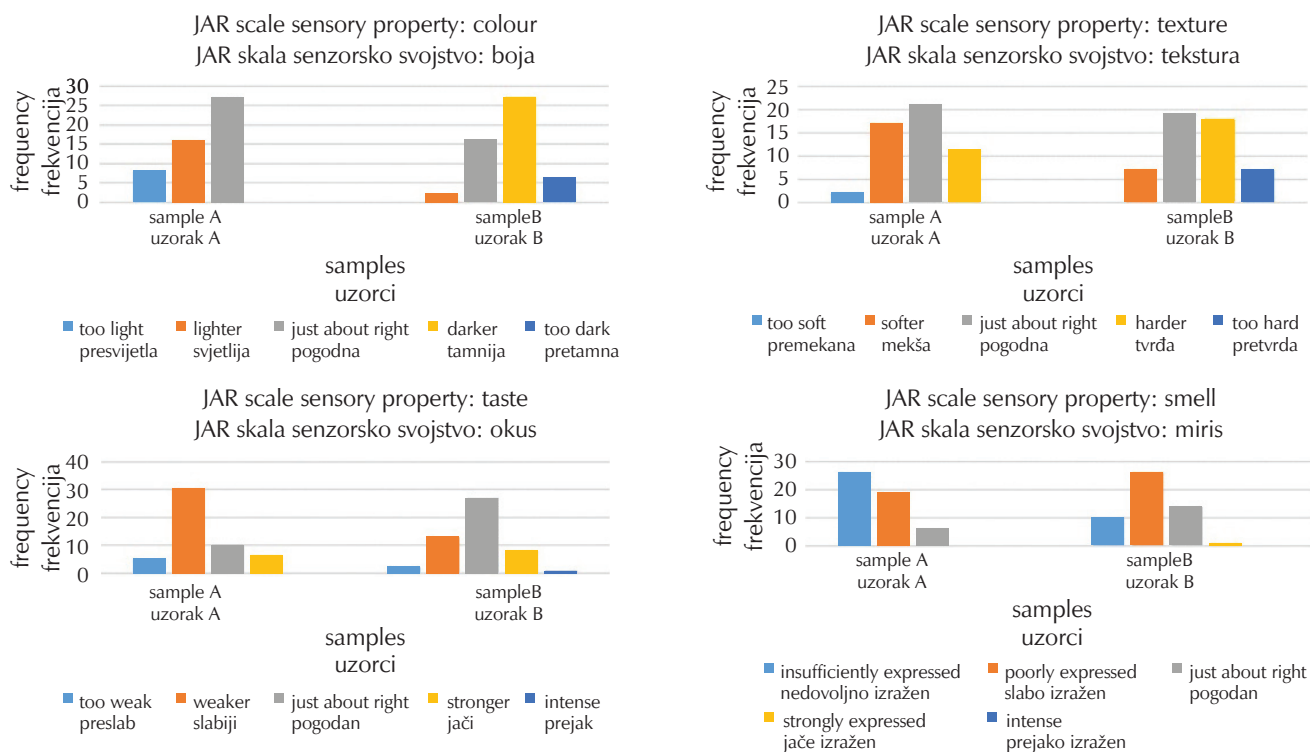 JAR scale sensory property: colour
JAR skala senzorsko svojstvo: boja
frequency
frekvencija
30
25
20
15
10
5
0
sample A
uzorak A
sampleB
uzorak B
samples
uzorci
too light
presvijetla
lighter
svjetlija
just about right
pogodna
darker
tamnija
too dark
pretamna
JAR scale sensory property: texture
JAR skala senzorsko svojstvo: tekstura
frequency
frekvencija
25
20
15
10
5
0
sample A
uzorak A
sampleB
uzorak B
samples
uzorci
too soft
premekana
softer
mekša
just about right
pogodna
harder
tvrđa
too hard
pretvrda
JAR scale sensory property: taste
JAR skala senzorsko svojstvo: okus
frequency
frekvencija
40
30
20
10
0
sample A
uzorak A
sampleB
uzorak B
samples
uzorci
too weak
preslab
weaker
slabiji
just about right
pogodan
stronger
jači
intense
prejak
JAR scale sensory property: smell
JAR skala senzorsko svojstvo: miris
frequency
frekvencija
30
20
10
0
sample A
uzorak A
sampleB
uzorak B
samples
uzorci
insufficiently expressed
nedovoljno izražen
poorly expressed
slabo izražen
just about right
pogodan
strongly expressed
jače izražen
intense
prejako izražen